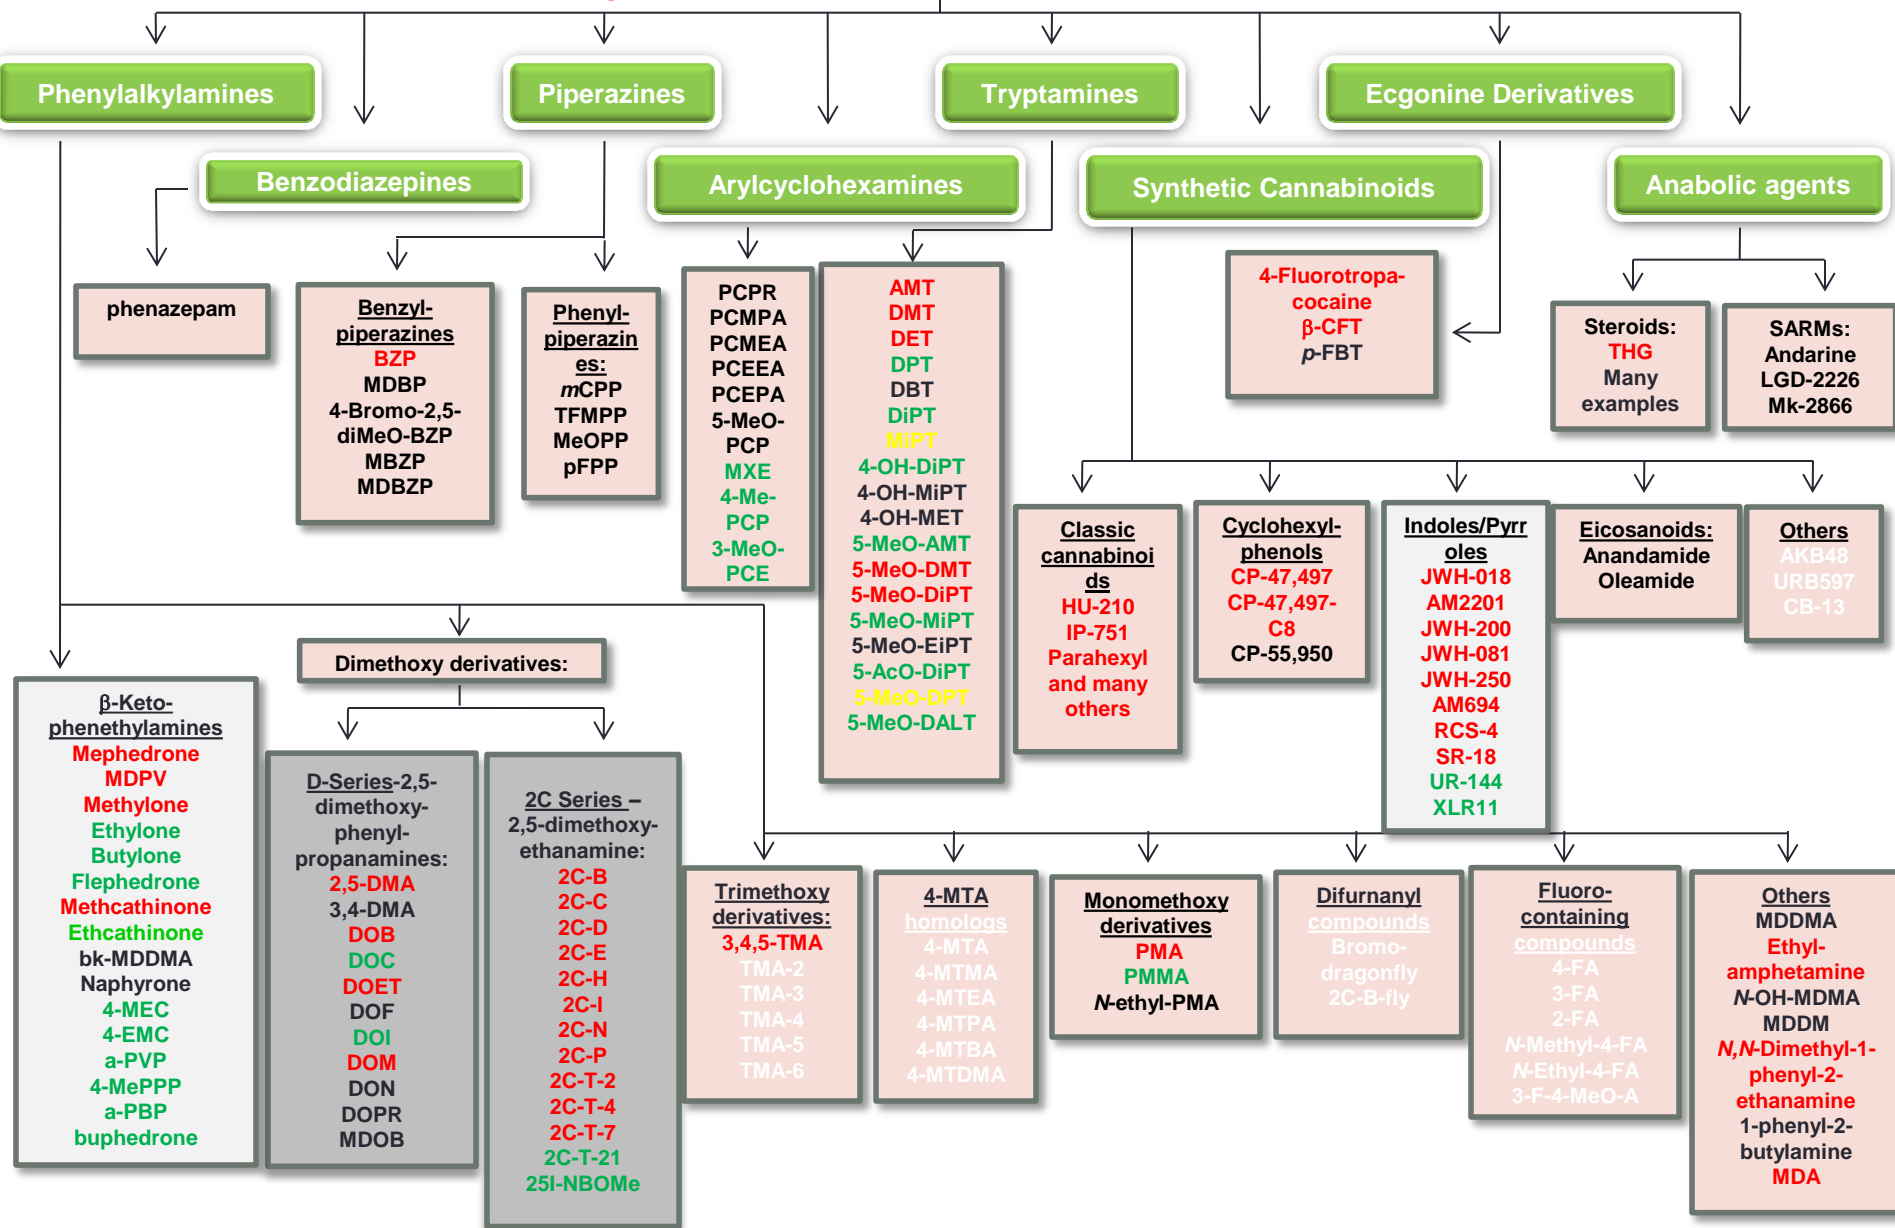 Phenylalkylamines
Piperazines
Tryptamines
Ecgonine Derivatives
Benzodiazepines
Arylcyclohexamines
Synthetic Cannabinoids
Anabolic agents
phenazepam
Benzyl-
piperazines
BZP
MDBP
4-Bromo-2,5-
diMeO-BZP
MBZP
MDBZP
Phenyl-
piperazin
es:
mCPP
TFMPP
MeOPP
pFPP
PCPR
PCMPA
PCMEA
PCEEA
PCEPA
5-MeO-
PCP
MXE
4-Me-
PCP
3-MeO-
PCE
AMT
DMT
DET
DPT
DBT
DiPT
MiPT
4-OH-DiPT
4-OH-MiPT
4-OH-MET
5-MeO-AMT
5-MeO-DMT
5-MeO-DiPT
5-MeO-MiPT
5-MeO-EiPT
5-AcO-DiPT
5-MeO-DPT
5-MeO-DALT
4-Fluorotropa-
cocaine
β-CFT
p-FBT
Steroids:
THG
Many
examples
SARMs:
Andarine
LGD-2226
Mk-2866
Classic
cannabinoi
ds
HU-210
IP-751
Parahexyl
and many
others
Cyclohexyl-
phenols
CP-47,497
CP-47,497-
C8
CP-55,950
Indoles/Pyrr
oles
JWH-018
AM2201
JWH-200
JWH-081
JWH-250
AM694
RCS-4
SR-18
UR-144
XLR11
Eicosanoids:
Anandamide
Oleamide
Others
AKB48
URB597
CB-13
Dimethoxy derivatives:
β-Keto-
phenethylamines
Mephedrone
MDPV
Methylone
Ethylone
Butylone
Flephedrone
Methcathinone
Ethcathinone
bk-MDDMA
Naphyrone
4-MEC
4-EMC
a-PVP
4-MePPP
a-PBP
buphedrone
D-Series-2,5-
dimethoxy-
phenyl-
propanamines:
2,5-DMA
3,4-DMA
DOB
DOC
DOET
DOF
DOI
DOM
DON
DOPR
MDOB
2C Series –
2,5-dimethoxy-
ethanamine:
2C-B
2C-C
2C-D
2C-E
2C-H
2C-I
2C-N
2C-P
2C-T-2
2C-T-4
2C-T-7
2C-T-21
25I-NBOMe
Trimethoxy
derivatives:
3,4,5-TMA
TMA-2
TMA-3
TMA-4
TMA-5
TMA-6
4-MTA
homologs
4-MTA
4-MTMA
4-MTEA
4-MTPA
4-MTBA
4-MTDMA
Monomethoxy
derivatives
PMA
PMMA
N-ethyl-PMA
Difurnanyl
compounds
Bromo-
dragonfly
2C-B-fly
Fluoro-
containing
compounds
4-FA
3-FA
2-FA
N-Methyl-4-FA
N-Ethyl-4-FA
3-F-4-MeO-A
Others
MDDMA
Ethyl-
amphetamine
N-OH-MDMA
MDDM
N,N-Dimethyl-1-
phenyl-2-
ethanamine
1-phenyl-2-
butylamine
MDA